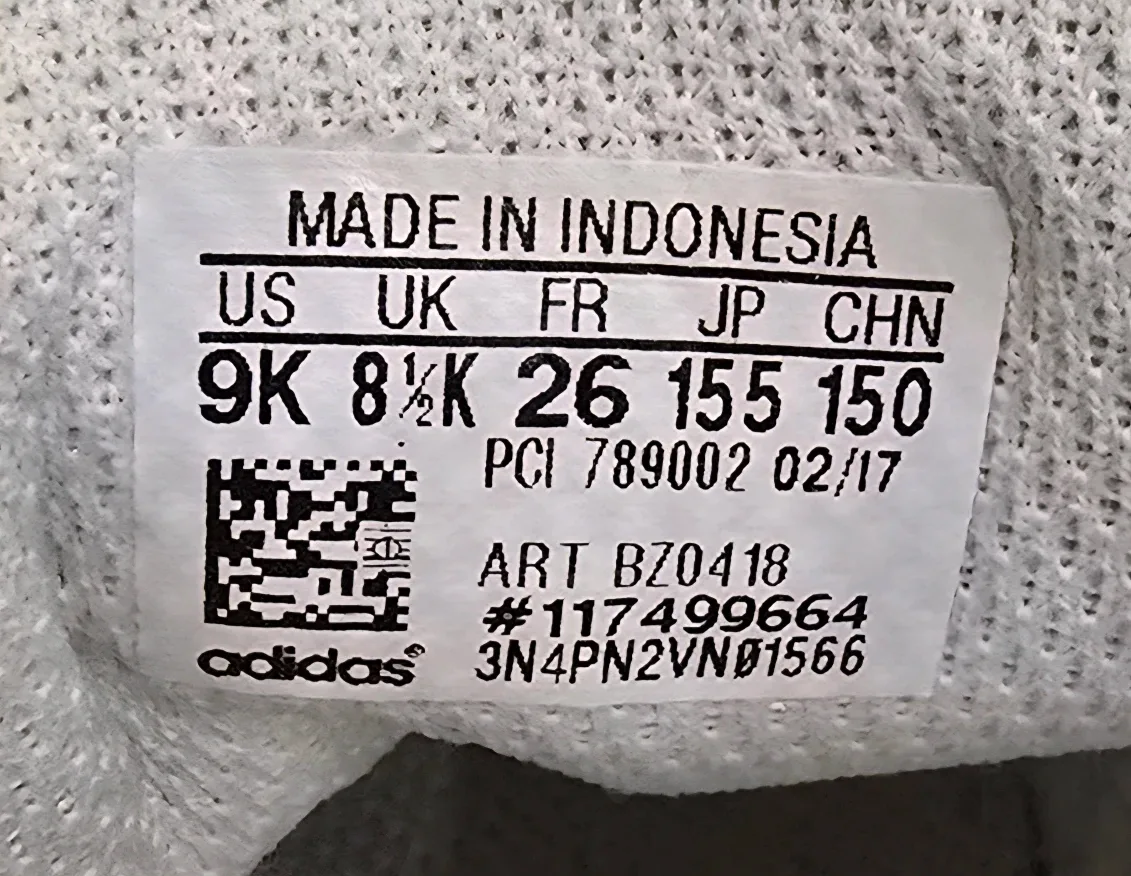 MADE IN INDONESIA
US UK FR JP CHN
9K 8½K 26 155 150
PCI 789002 02/17
ART BZ0418
#117499664
3N4PN2VN01566
adidas®